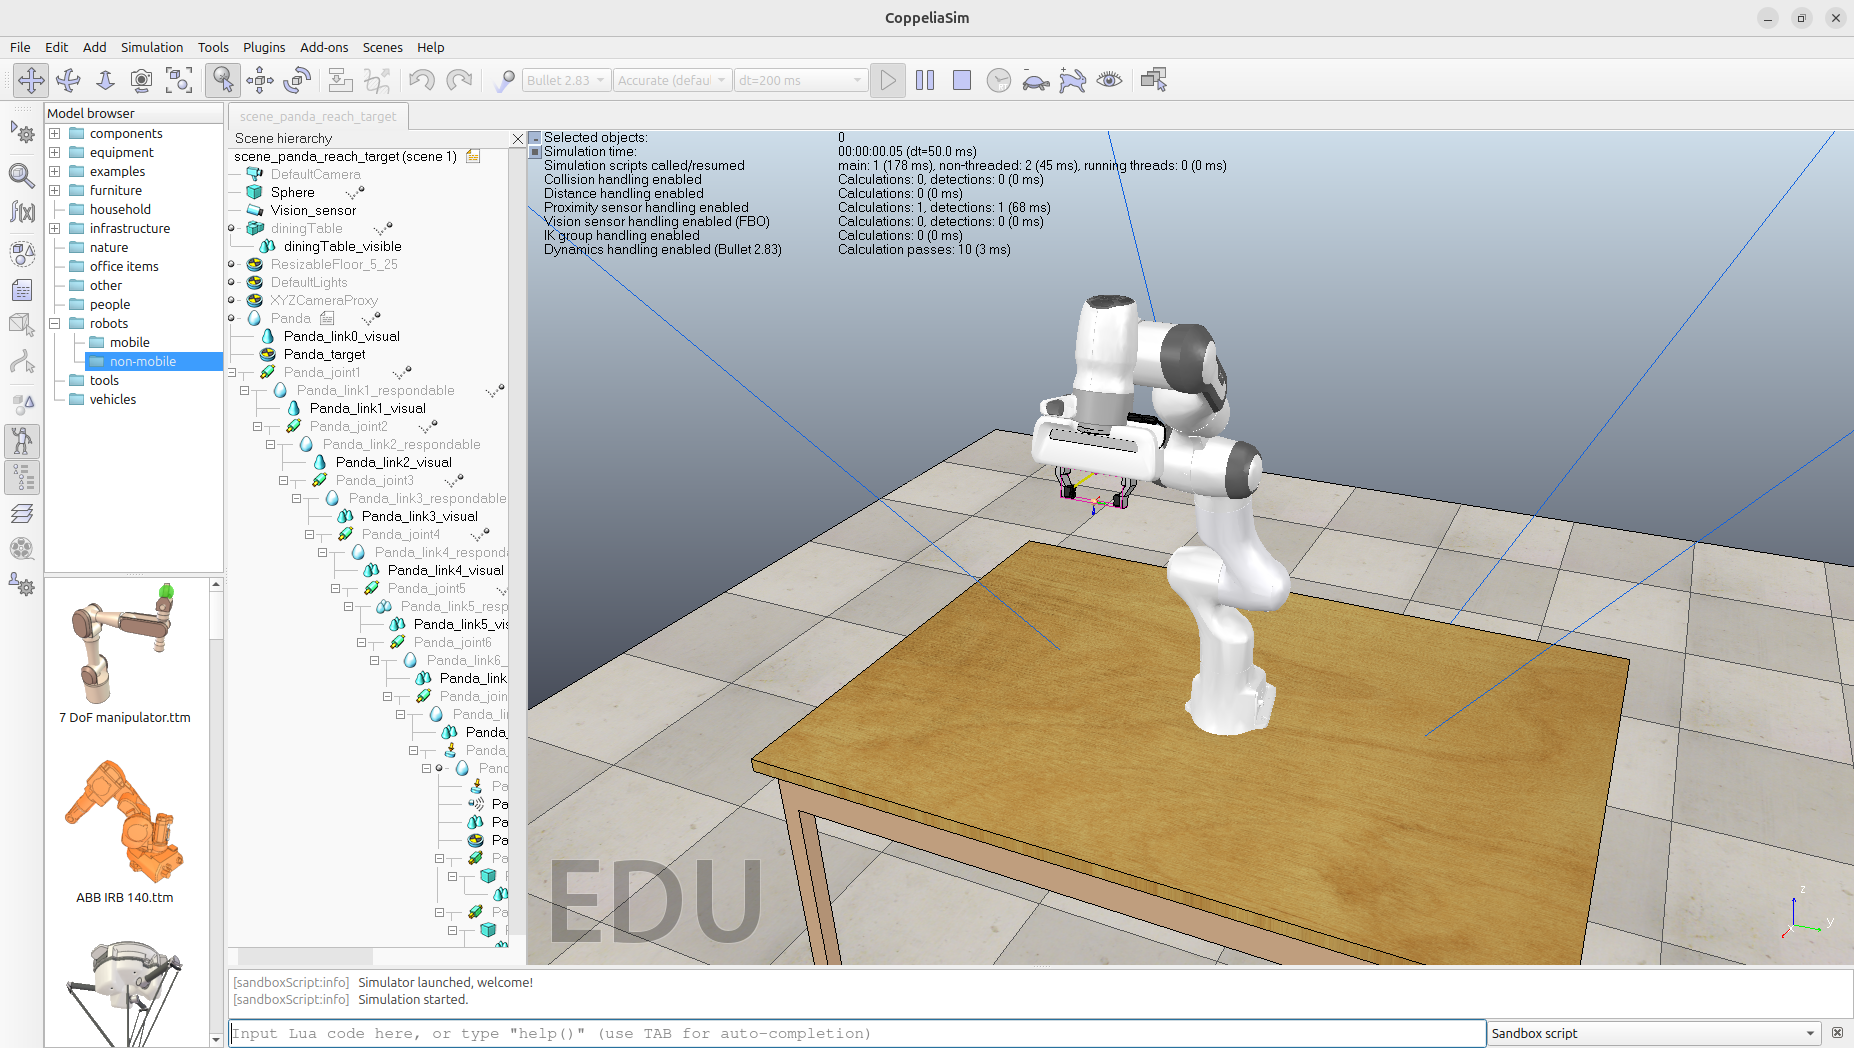 CoppeliaSim
File Edit Add Simulation Tools Plugins Add-ons Scenes Help
Bullet 2.83 Accurate (defau dt=200 ms
Model browser
components
equipment
examples
furniture
household
infrastructure
nature
office items
other
people
robots
mobile
non-mobile
tools
vehicles
7 DoF manipulator.ttm
ABB IRB 140.ttm
scene_panda_reach_target
Scene hierarchy
scene_panda_reach_target (scene 1)
DefaultCamera
Sphere
Vision_sensor
diningTable
diningTable_visible
ResizableFloor_5_25
DefaultLights
XYZCameraProxy
Panda
Panda_link0_visual
Panda_target
Panda_joint1
Panda_link1_respondable
Panda_link1_visual
Panda_joint2
Panda_link2_respondable
Panda_link2_visual
Panda_joint3
Panda_link3_respondable
Panda_link3_visual
Panda_joint4
Panda_link4_responda
Panda_link4_visual
Panda_joint5
Panda_link5_resp
Panda_link5_vis
Panda_joint6
Panda_link6_
Panda_link
Panda_join
Panda_li
Panda_
Panda_
Pand
Pa
Pa
Pa
Pa
Pa
Pa
Selected objects: 0
Simulation time: 00:00:00.05 (dt=50.0 ms)
Simulation scripts called/resumed main: 1 (178 ms), non-threaded: 2 (45 ms), running threads: 0 (0 ms)
Collision handling enabled Calculations: 0, detections: 0 (0 ms)
Distance handling enabled Calculations: 0 (0 ms)
Proximity sensor handling enabled Calculations: 1, detections: 1 (68 ms)
Vision sensor handling enabled (FBO) Calculations: 0, detections: 0 (0 ms)
IK group handling enabled Calculations: 0 (0 ms)
Dynamics handling enabled (Bullet 2.83) Calculation passes: 10 (3 ms)
EDU
z
y
x
[sandboxScript:info] Simulator launched, welcome!
[sandboxScript:info] Simulation started.
Input Lua code here, or type "help()" (use TAB for auto-completion)
Sandbox script